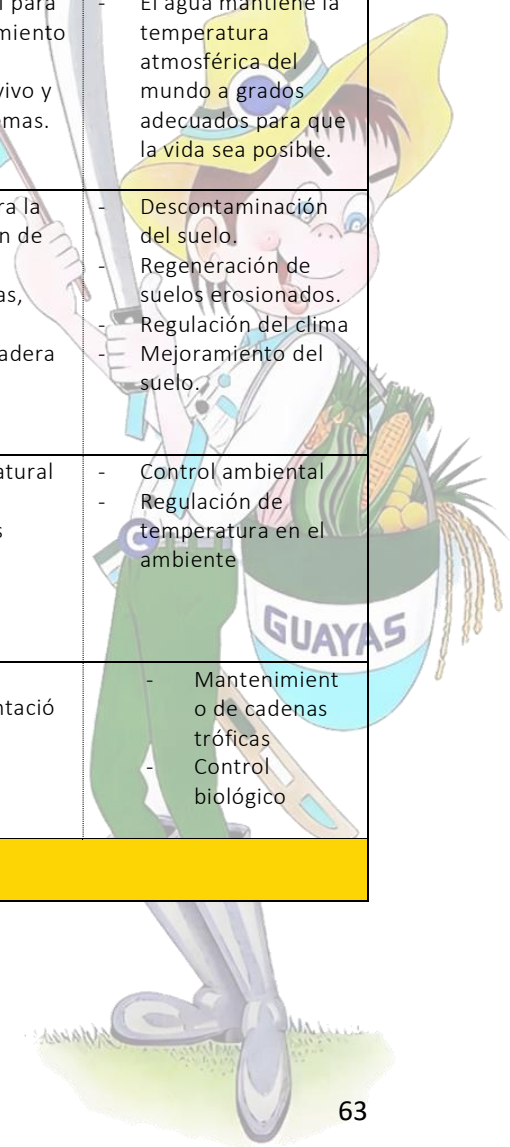 l para
miento
vivo y
emas.
- El agua mantiene la
temperatura
atmosférica del
mundo a grados
adecuados para que
la vida sea posible.
ra la
n de
as,
adera
- Descontaminación
del suelo.
- Regeneración de
suelos erosionados.
- Regulación del clima
- Mejoramiento del
suelo.
atural
s
- Control ambiental
- Regulación de
temperatura en el
ambiente
C
C
GUAYAS
ntació
- Mantenimient
o de cadenas
tróficas
- Control
biológico
63